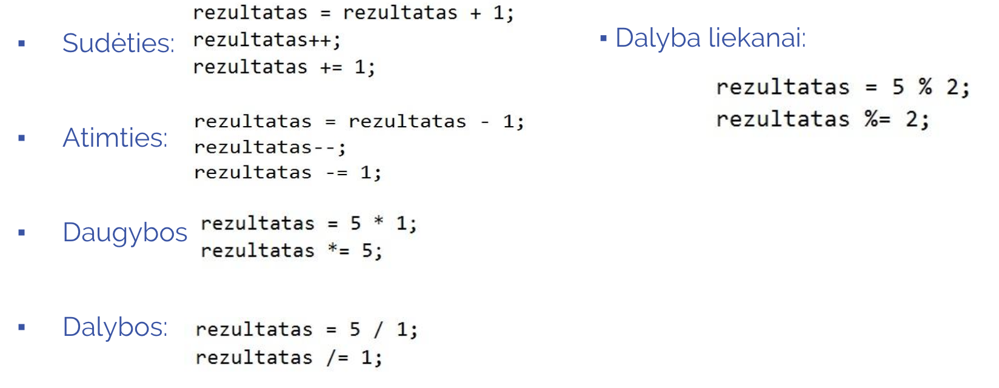 ▪ Sudėties:
rezultatas = rezultatas + 1;
rezultatas++;
rezultatas += 1;
▪ Atimties:
rezultatas = rezultatas - 1;
rezultatas--;
rezultatas -= 1;
▪ Daugybos
rezultatas = 5 * 1;
rezultatas *= 5;
▪ Dalybos:
rezultatas = 5 / 1;
rezultatas /= 1;
▪ Dalyba liekanai:
rezultatas = 5 % 2;
rezultatas %= 2;